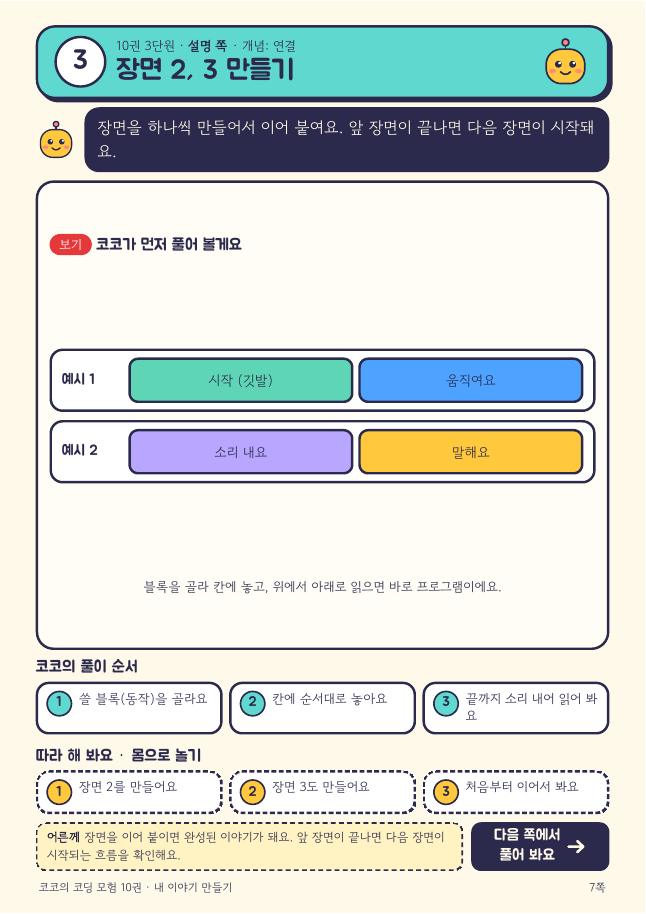 3
10권 3단원 · 설명 쪽 · 개념: 연결
장면 2, 3 만들기
장면을 하나씩 만들어서 이어 붙여요. 앞 장면이 끝나면 다음 장면이 시작돼
요.
보기 코코가 먼저 풀어 볼게요
예시 1 시작 (깃발) 움직여요
예시 2 소리 내요 말해요
블록을 골라 칸에 놓고, 위에서 아래로 읽으면 바로 프로그램이에요.
코코의 풀이 순서
1 쓸 블록(동작)을 골라요
2 칸에 순서대로 놓아요
3 끝까지 소리 내어 읽어 봐
요
따라 해 봐요 · 몸으로 놀기
1 장면 2를 만들어요
2 장면 3도 만들어요
3 처음부터 이어서 봐요
어른께 장면을 이어 붙이면 완성된 이야기가 돼요. 앞 장면이 끝나면 다음 장면이
시작되는 흐름을 확인해요.
다음 쪽에서
풀어 봐요 →
코코의 코딩 모험 10권 · 내 이야기 만들기
7쪽